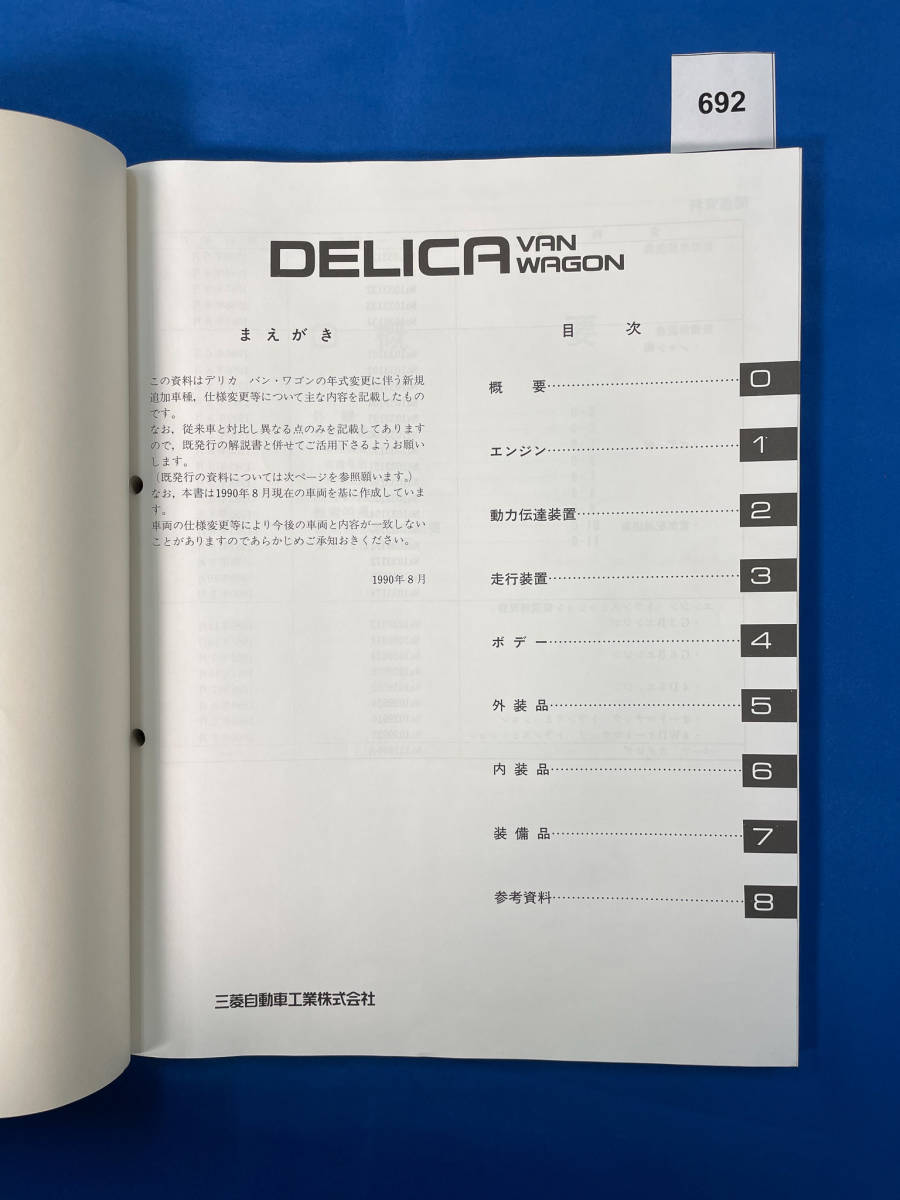 692
DELICA VAN WAGON
まえがき
この資料はデリカ バン・ワゴンの年式変更に伴う新規
追加車種，仕様変更等について主な内容を記載したもの
です。
なお，従来車と対比し異なる点のみを記載してあります
ので，既発行の解説書と併せてご活用下さるようお願い
します。
（既発行の資料については次ページを参照願います。）
なお，本書は1990年8月現在の車両を基に作成していま
す。
車両の仕様変更等により今後の車両と内容が一致しない
ことがありますのであらかじめご承知おきください。
1990年8月
目 次
概 要 0
エンジン 1
動力伝達装置 2
走行装置 3
ボデー 4
外装品 5
内装品 6
装備品 7
参考資料 8
三菱自動車工業株式会社